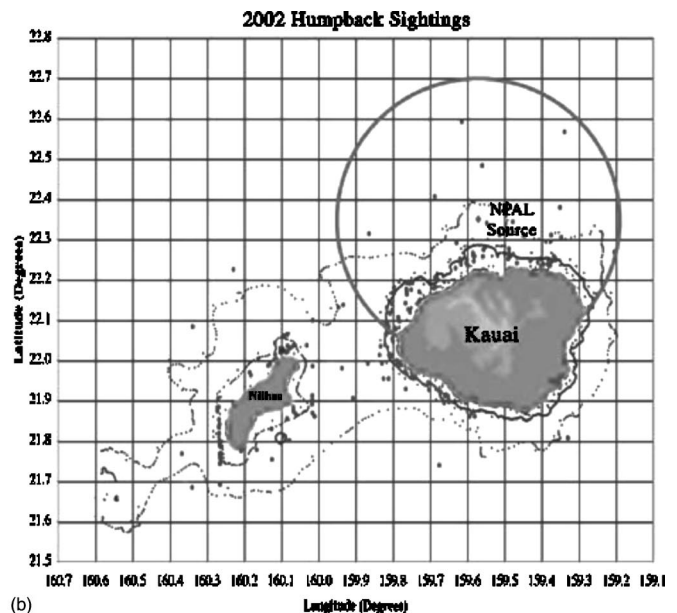 2002 Humpback Sightings
22.8
22.7
22.6
22.5
22.4
22.3
22.2
22.1
22.0
21.9
21.8
21.7
21.6
21.5
Latitude (Degrees)
NPAL
Source
Kauai
Niihau
160.7 160.6 160.5 160.4 160.3 160.2 160.1 160.0 159.9 159.8 159.7 159.6 159.5 159.4 159.3 159.2 159.1
(b)
Longitude (Degrees)